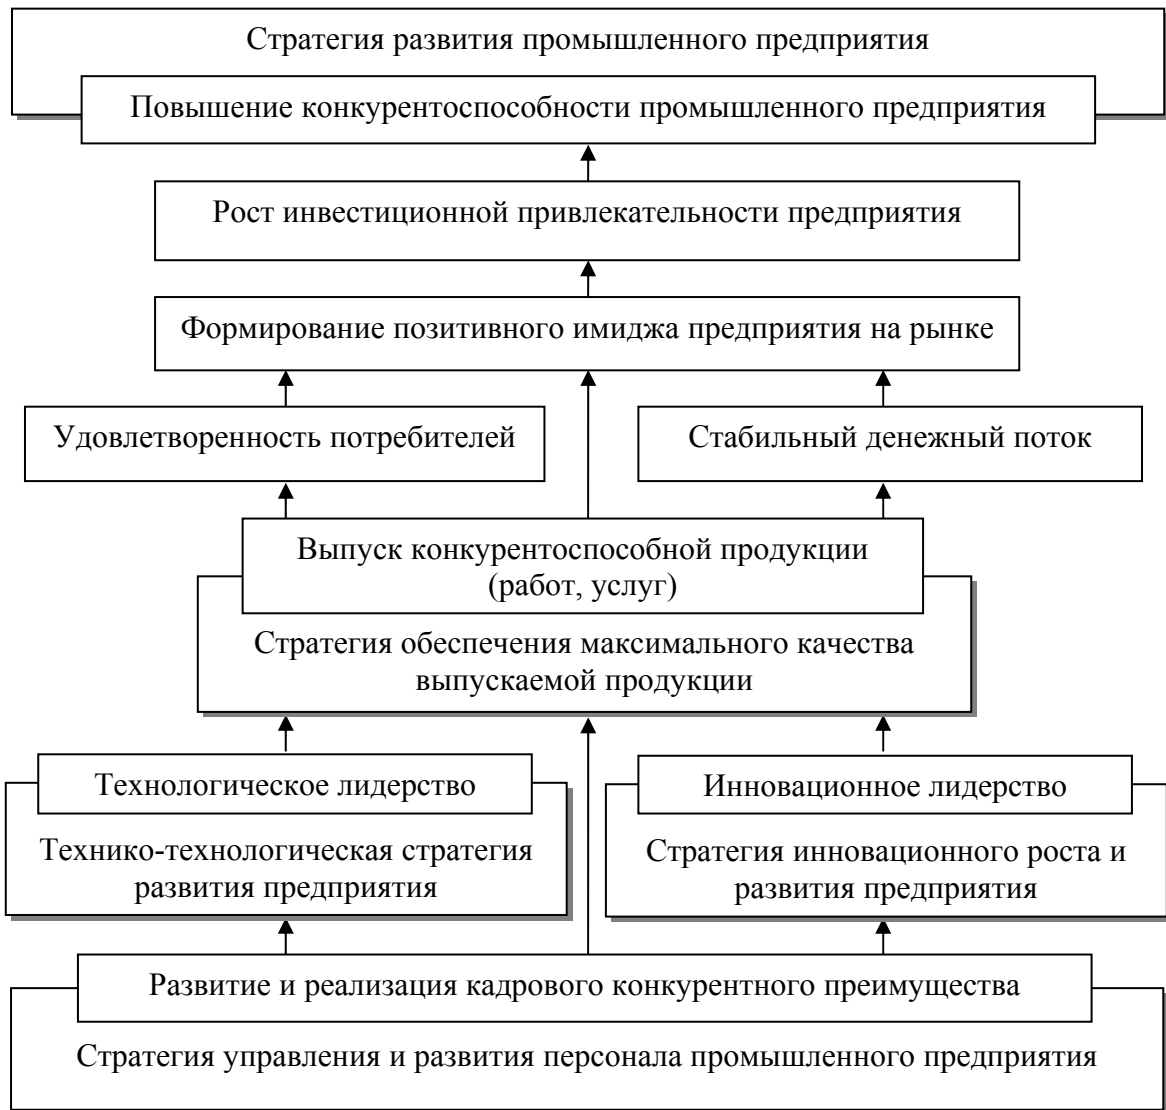 Стратегия развития промышленного предприятия
Повышение конкурентоспособности промышленного предприятия
Рост инвестиционной привлекательности предприятия
Формирование позитивного имиджа предприятия на рынке
Удовлетворенность потребителей
Стабильный денежный поток
Выпуск конкурентоспособной продукции
(работ, услуг)
Стратегия обеспечения максимального качества
выпускаемой продукции
Технологическое лидерство
Технико-технологическая стратегия
развития предприятия
Инновационное лидерство
Стратегия инновационного роста и
развития предприятия
Развитие и реализация кадрового конкурентного преимущества
Стратегия управления и развития персонала промышленного предприятия